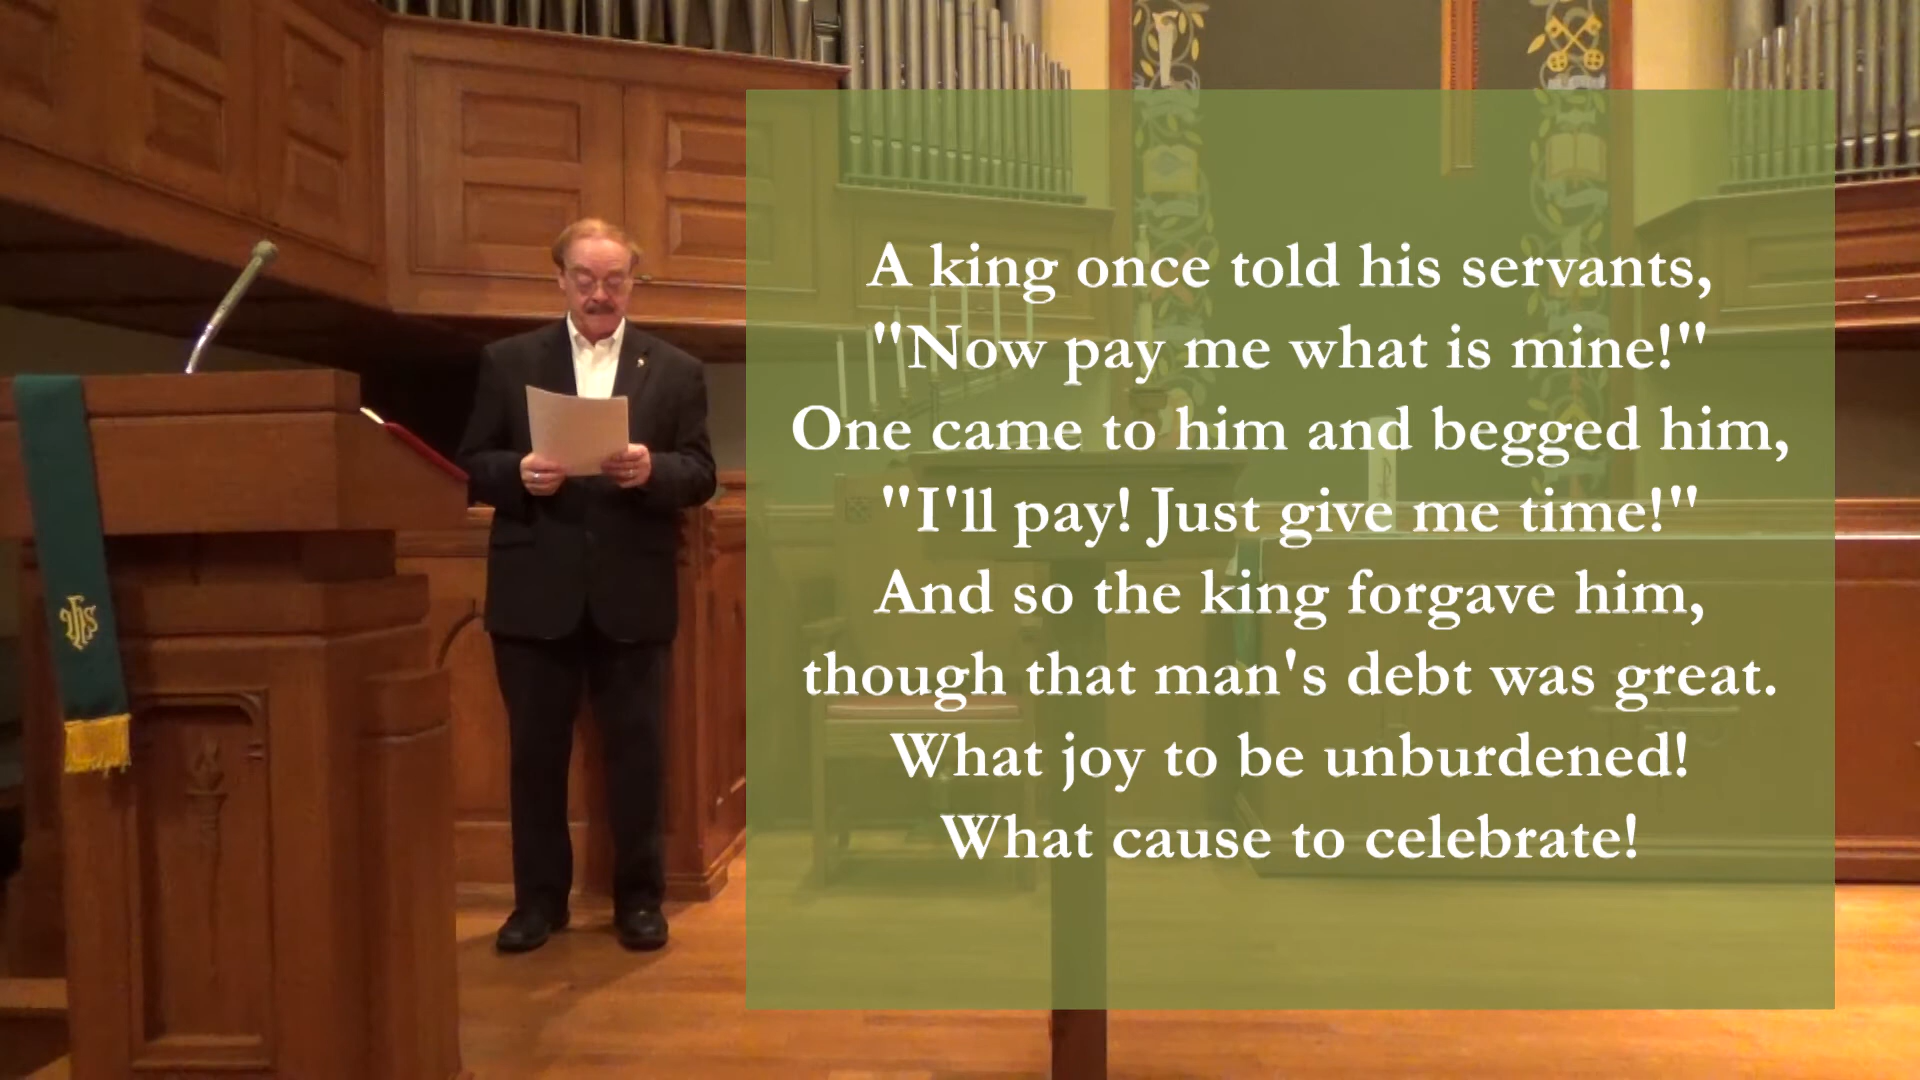 A king once told his servants,
"Now pay me what is mine!"
One came to him and begged him,
"I'll pay! Just give me time!"
And so the king forgave him,
though that man's debt was great.
What joy to be unburdened!
What cause to celebrate!
IHS